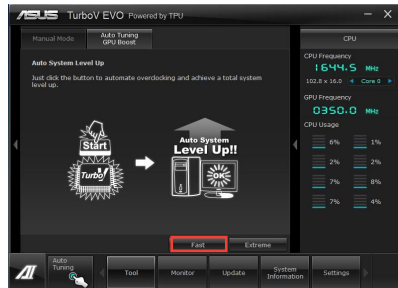 ASUS TurboV EVO Powered by TPU
Manual Mode
Auto Tuning
GPU Boost
CPU
Auto System Level Up
Just click the button to automate overclocking and achieve a total system
level up.
CPU Frequency
1644.5 MHz
102.8 x 16.0 Core 0
GPU Frequency
0350.0 MHz
CPU Usage
6% 1%
2% 2%
7% 8%
7% 4%
Start
Turbo!
Auto System
Level Up!!
OK
Fast
Extreme
Auto
Tuning
Tool
Monitor
Update
System
Information
Settings